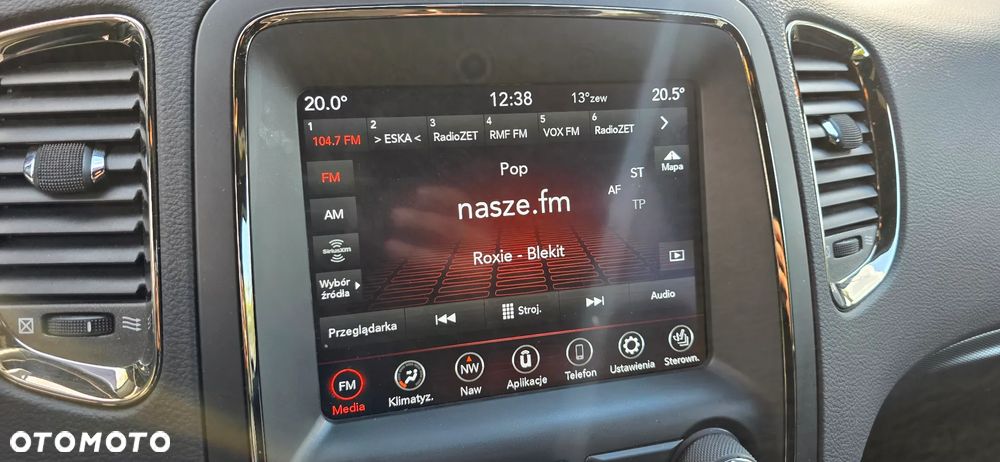 20.0° 12:38 13°zew 20.5°
1 2 3 4 5 6
104.7 FM > ESKA < RadioZET RMF FM VOX FM RadioZET
FM
Pop
ST
Mapa
AM
nasze.fm
AF
TP
SiriusXM
Roxie - Blekit
Wybór
źródła
Przeglądarka
Stroj.
Audio
FM
NW
Media
Klimatyz.
Naw
Aplikacje
Telefon
Ustawienia
Sterown.
OTOMOTO